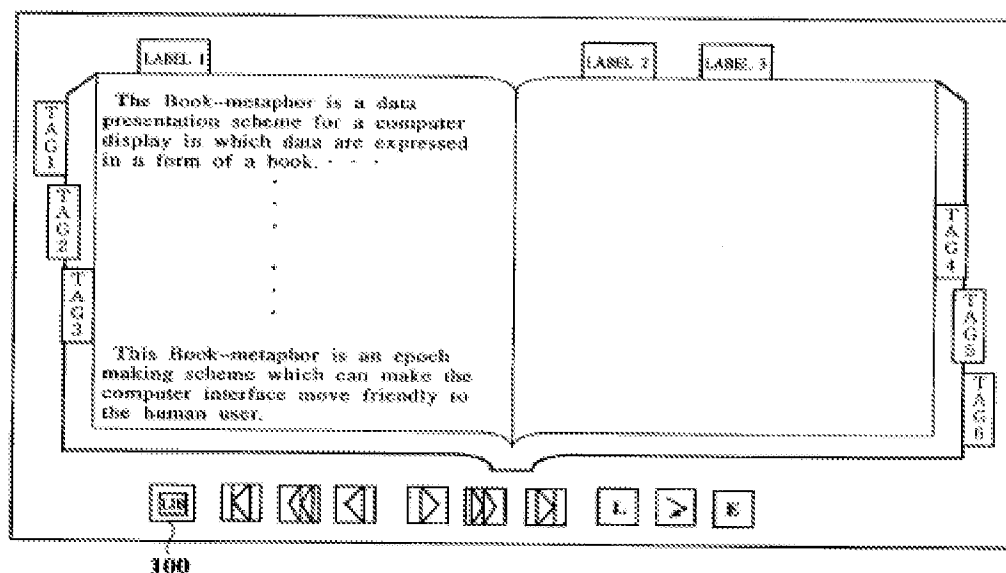 LABEL 1
LABEL 2
LABEL 3
TAG1
TAG2
TAG3
The Book-metaphor is a data
presentation scheme for a computer
display in which data are expressed
in a form of a book. · · ·
This Book-metaphor is an epoch
making scheme which can make the
computer interface move friendly to
the human user.
TAG4
TAG5
TAG6
L
>
E
100